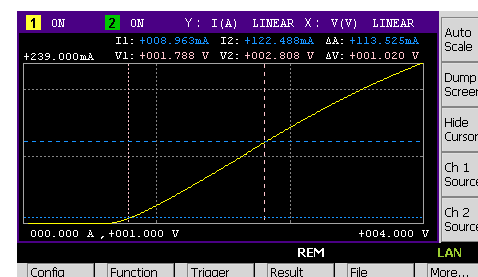 1 ON 2 ON Y: I(A) LINEAR X: V(V) LINEAR
I1: +008.963mA I2: +122.488mA ΔA: +113.525mA
+239.000mA V1: +001.788 V V2: +002.808 V ΔV: +001.020 V
000.000 A ,+001.000 V +004.000 V
REM LAN
Auto
Scale
Dump
Screen
Hide
Cursor
Ch 1
Source
Ch 2
Source
Config Function Trigger Result File More...